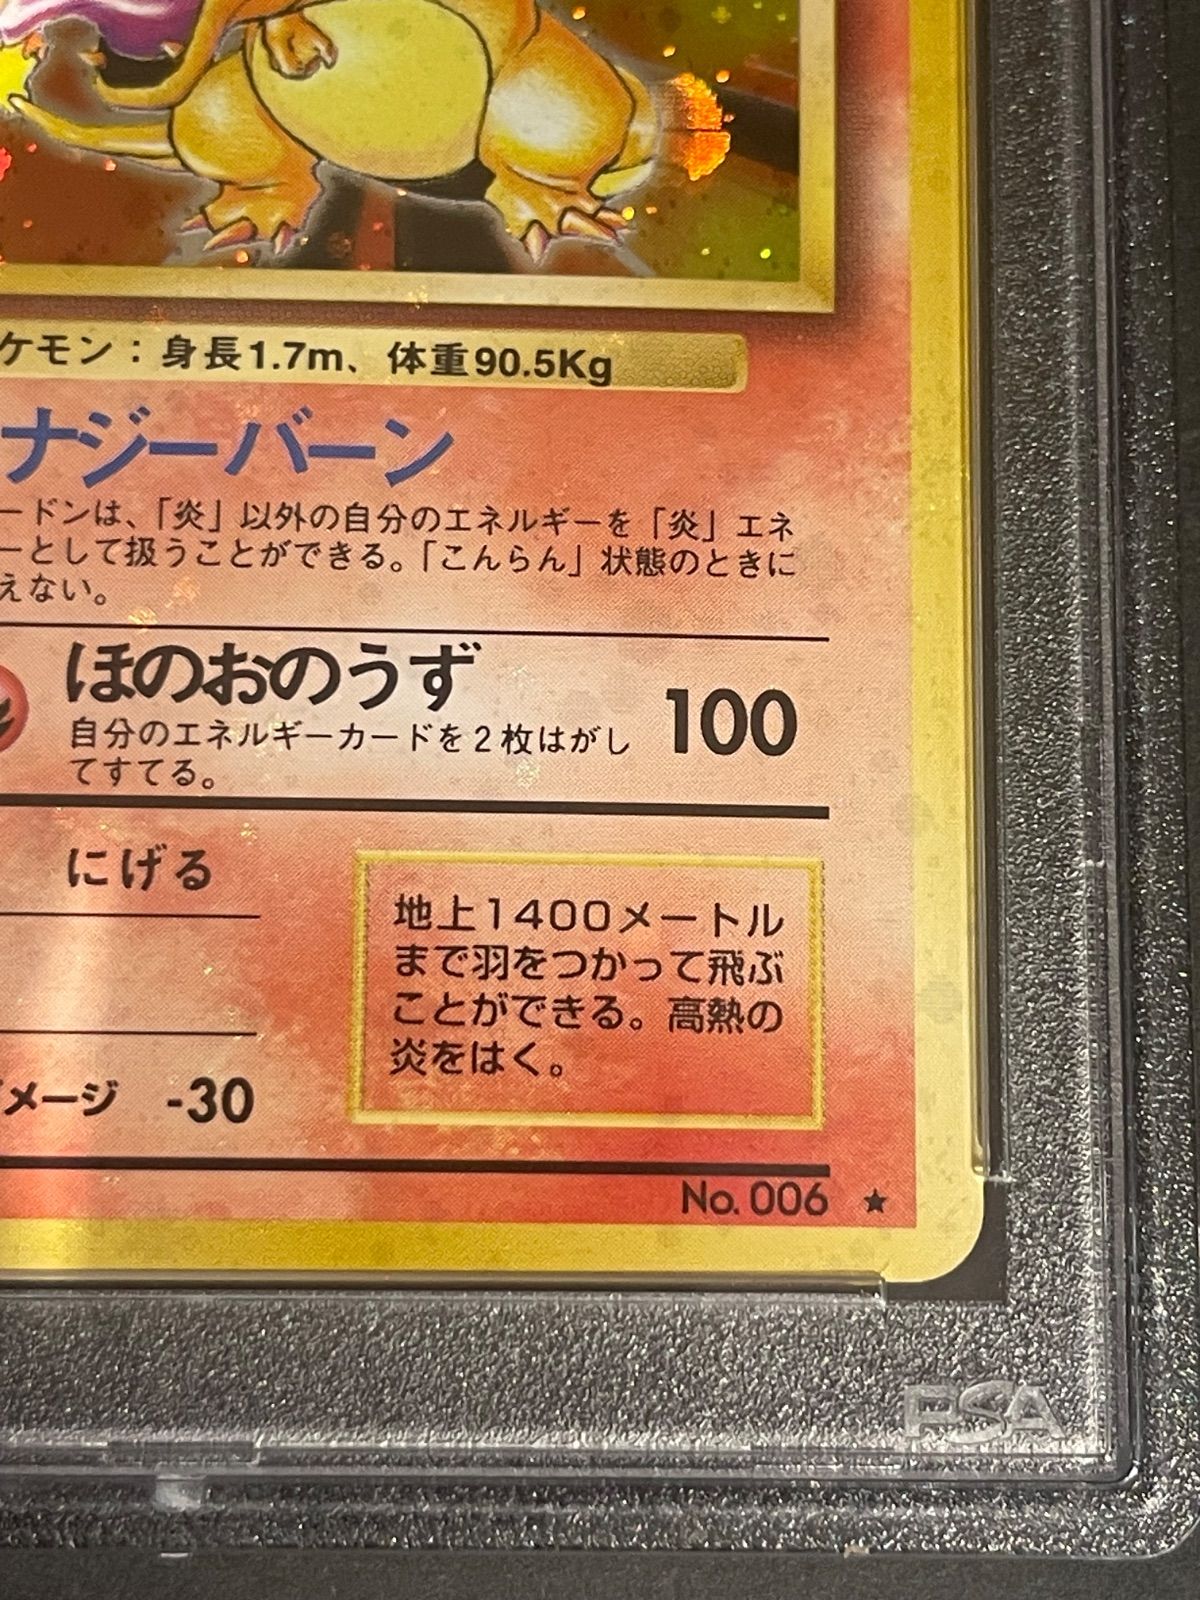 ケモン：身長1.7m、体重90.5Kg
ナジーバーン
ードンは、「炎」以外の自分のエネルギーを「炎」エネ
ーとして扱うことができる。「こんらん」状態のときに
えない。
ほのおのうず
100
自分のエネルギーカードを2枚はがし
てすてる。
にげる
地上1400メートル
まで羽をつかって飛ぶ
ことができる。高熱の
炎をはく。
ダメージ -30
No. 006 ★
PSA